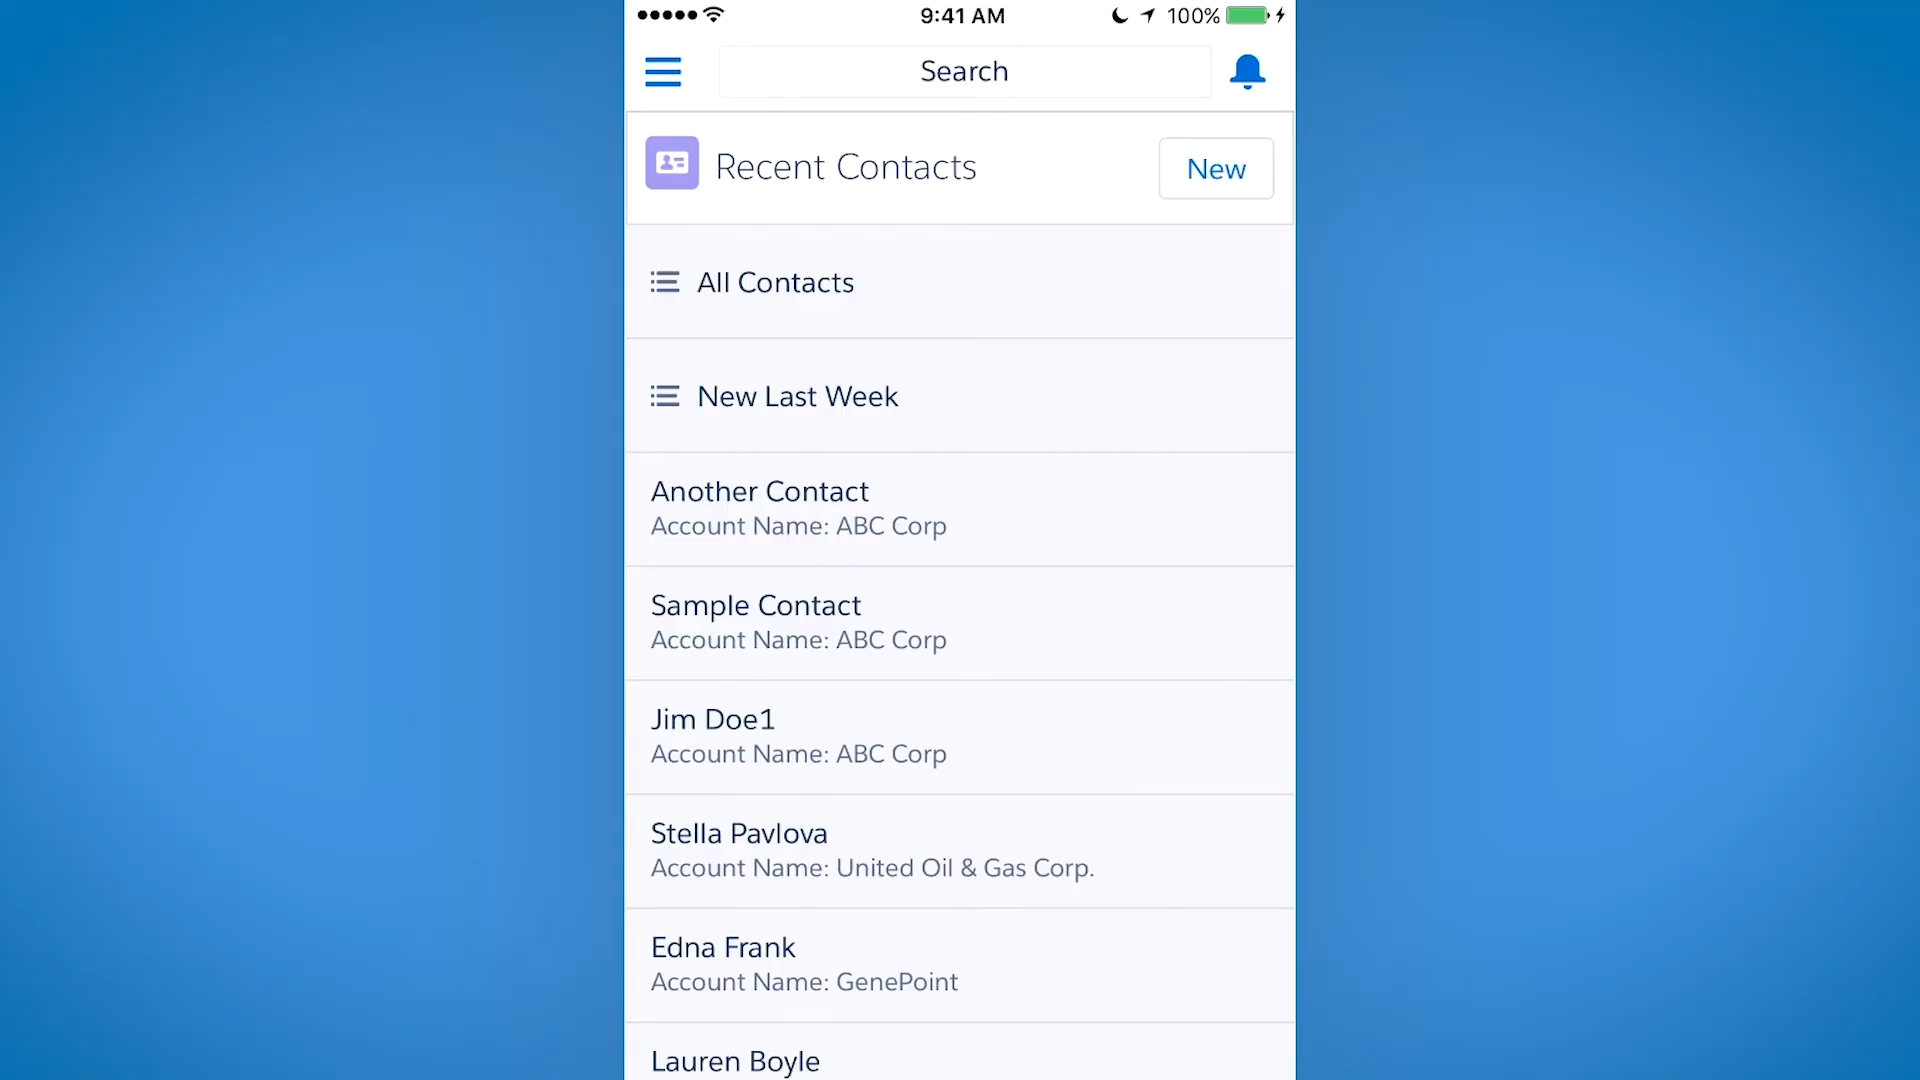 9:41 AM
100%
Search
Recent Contacts
New
All Contacts
New Last Week
Another Contact
Account Name: ABC Corp
Sample Contact
Account Name: ABC Corp
Jim Doe1
Account Name: ABC Corp
Stella Pavlova
Account Name: United Oil & Gas Corp.
Edna Frank
Account Name: GenePoint
Lauren Boyle